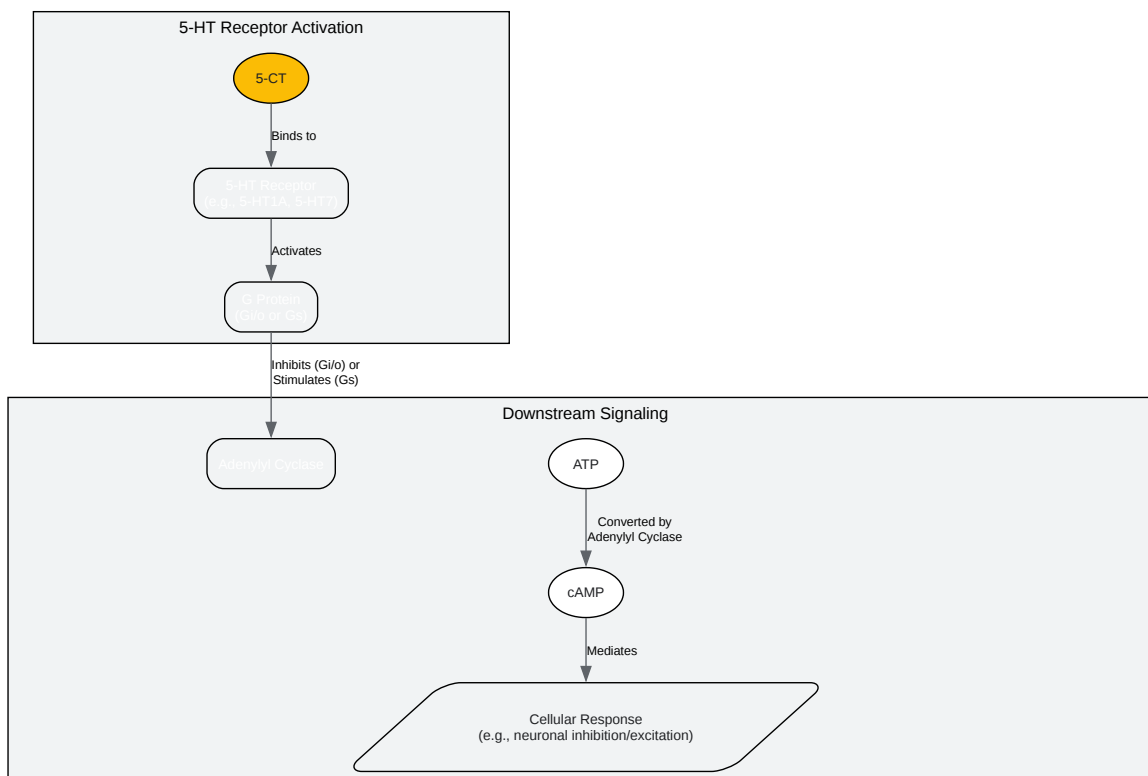 5-HT Receptor Activation
5-CT
Binds to
5-HT Receptor
(e.g., 5-HT1A, 5-HT7)
Activates
G Protein
(Gi/o or Gs)
Inhibits (Gi/o) or
Stimulates (Gs)
Downstream Signaling
Adenylyl Cyclase
ATP
Converted by
Adenylyl Cyclase
cAMP
Mediates
Cellular Response
(e.g., neuronal inhibition/excitation)